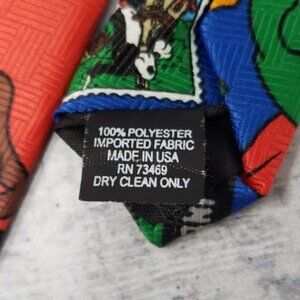 100% POLYESTER
IMPORTED FABRIC
MADE IN USA
RN 73469
DRY CLEAN ONLY